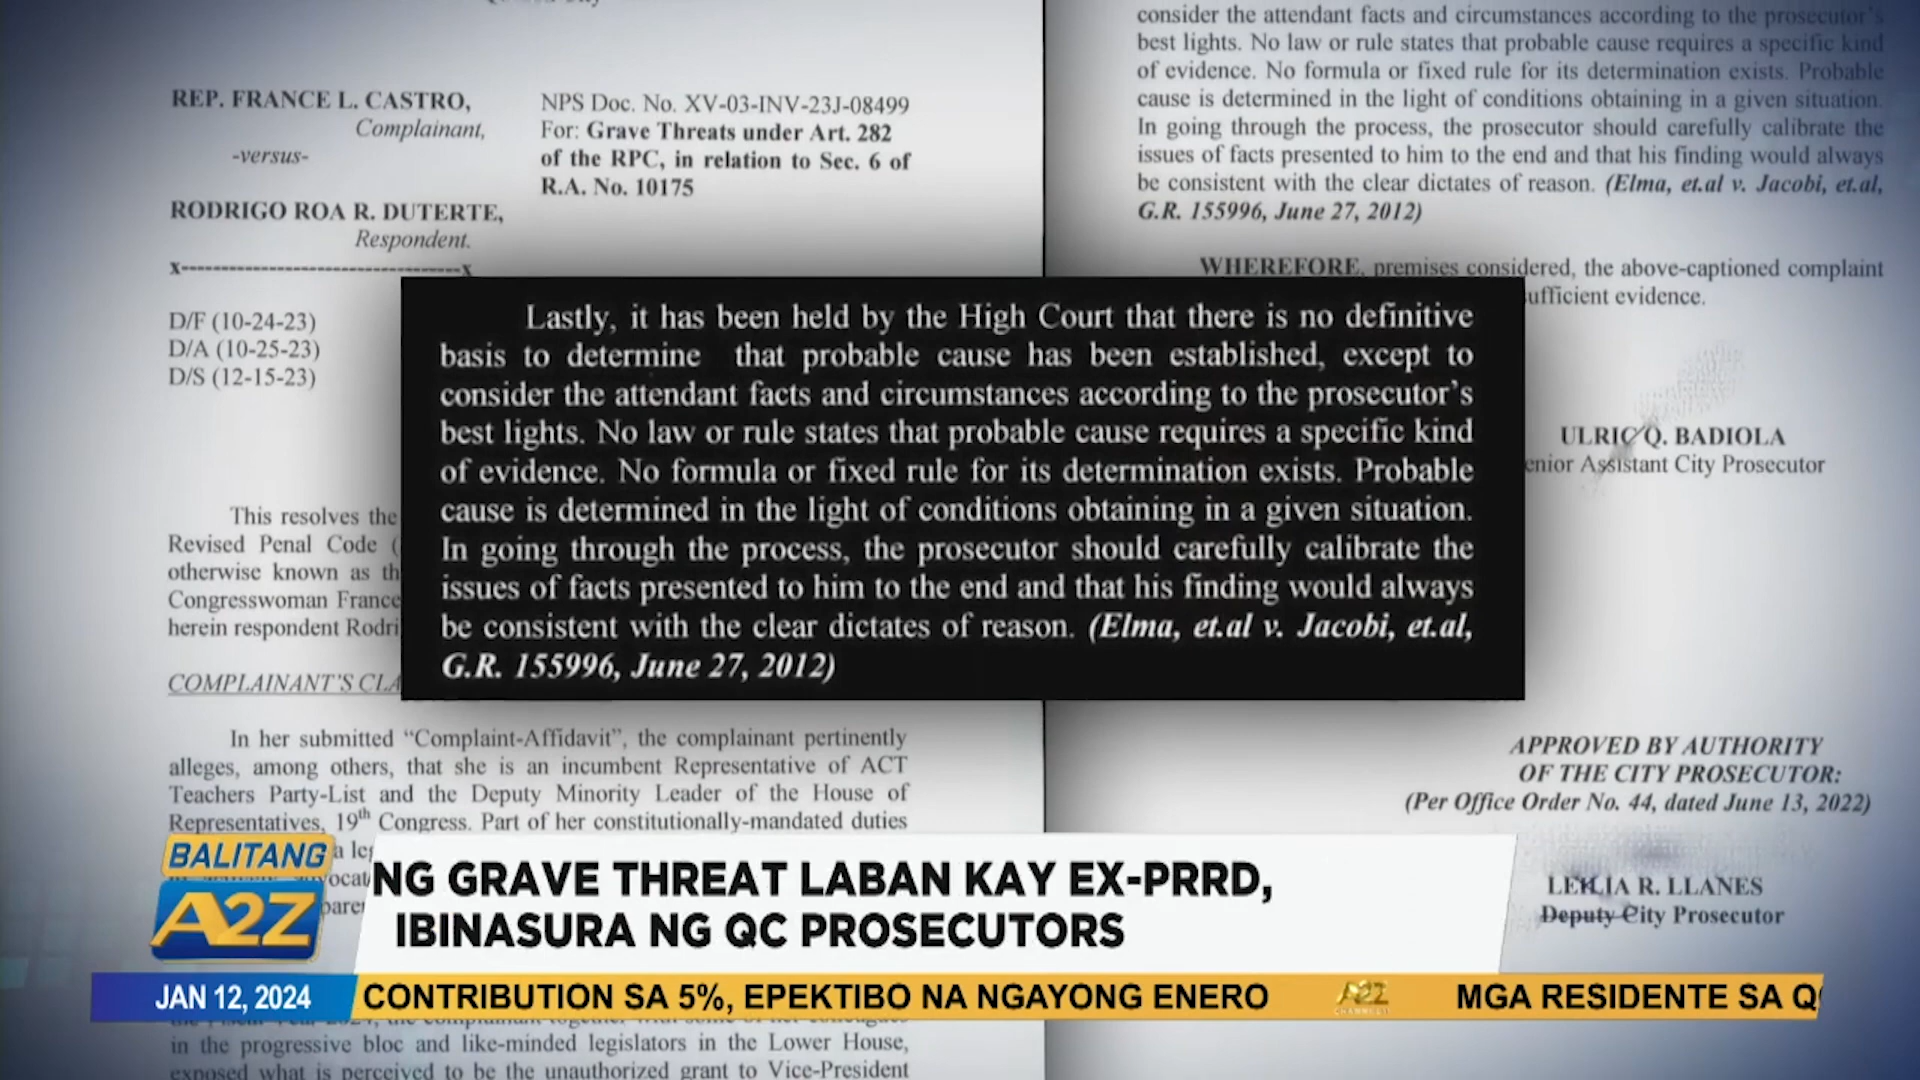 REP. FRANCE L. CASTRO,
Complainant,
-versus-
RODRIGO ROA R. DUTERTE,
Respondent.
x-----------------------------------x
NPS Doc. No. XV-03-INV-23J-08499
For: Grave Threats under Art. 282
of the RPC, in relation to Sec. 6 of
R.A. No. 10175
D/F (10-24-23)
D/A (10-25-23)
D/S (12-15-23)
This resolves the
Revised Penal Code (
otherwise known as th
Congresswoman France
herein respondent Rodri
COMPLAINANT'S CLA
In her submitted “Complaint-Affidavit”, the complainant pertinently
alleges, among others, that she is an incumbent Representative of ACT
Teachers Party-List and the Deputy Minority Leader of the House of
Representatives, 19th Congress. Part of her constitutionally-mandated duties
in the progressive bloc and like-minded legislators in the Lower House,
exposed what is perceived to be the unauthorized grant to Vice-President
consider the attendant facts and circumstances according to the prosecutor's
best lights. No law or rule states that probable cause requires a specific kind
of evidence. No formula or fixed rule for its determination exists. Probable
cause is determined in the light of conditions obtaining in a given situation.
In going through the process, the prosecutor should carefully calibrate the
issues of facts presented to him to the end and that his finding would always
be consistent with the clear dictates of reason. (Elma, et.al v. Jacobi, et.al,
G.R. 155996, June 27, 2012)
WHEREFORE, premises considered, the above-captioned complaint
ufficient evidence.
ULRIC Q. BADIOLA
enior Assistant City Prosecutor
APPROVED BY AUTHORITY
OF THE CITY PROSECUTOR:
(Per Office Order No. 44, dated June 13, 2022)
LEILIA R. LLANES
Deputy City Prosecutor
Lastly, it has been held by the High Court that there is no definitive
basis to determine that probable cause has been established, except to
consider the attendant facts and circumstances according to the prosecutor's
best lights. No law or rule states that probable cause requires a specific kind
of evidence. No formula or fixed rule for its determination exists. Probable
cause is determined in the light of conditions obtaining in a given situation.
In going through the process, the prosecutor should carefully calibrate the
issues of facts presented to him to the end and that his finding would always
be consistent with the clear dictates of reason. (Elma, et.al v. Jacobi, et.al,
G.R. 155996, June 27, 2012)
BALITANG
A2Z
NG GRAVE THREAT LABAN KAY EX-PRRD,
IBINASURA NG QC PROSECUTORS
JAN 12, 2024
CONTRIBUTION SA 5%, EPEKTIBO NA NGAYONG ENERO A2Z MGA RESIDENTE SA Q